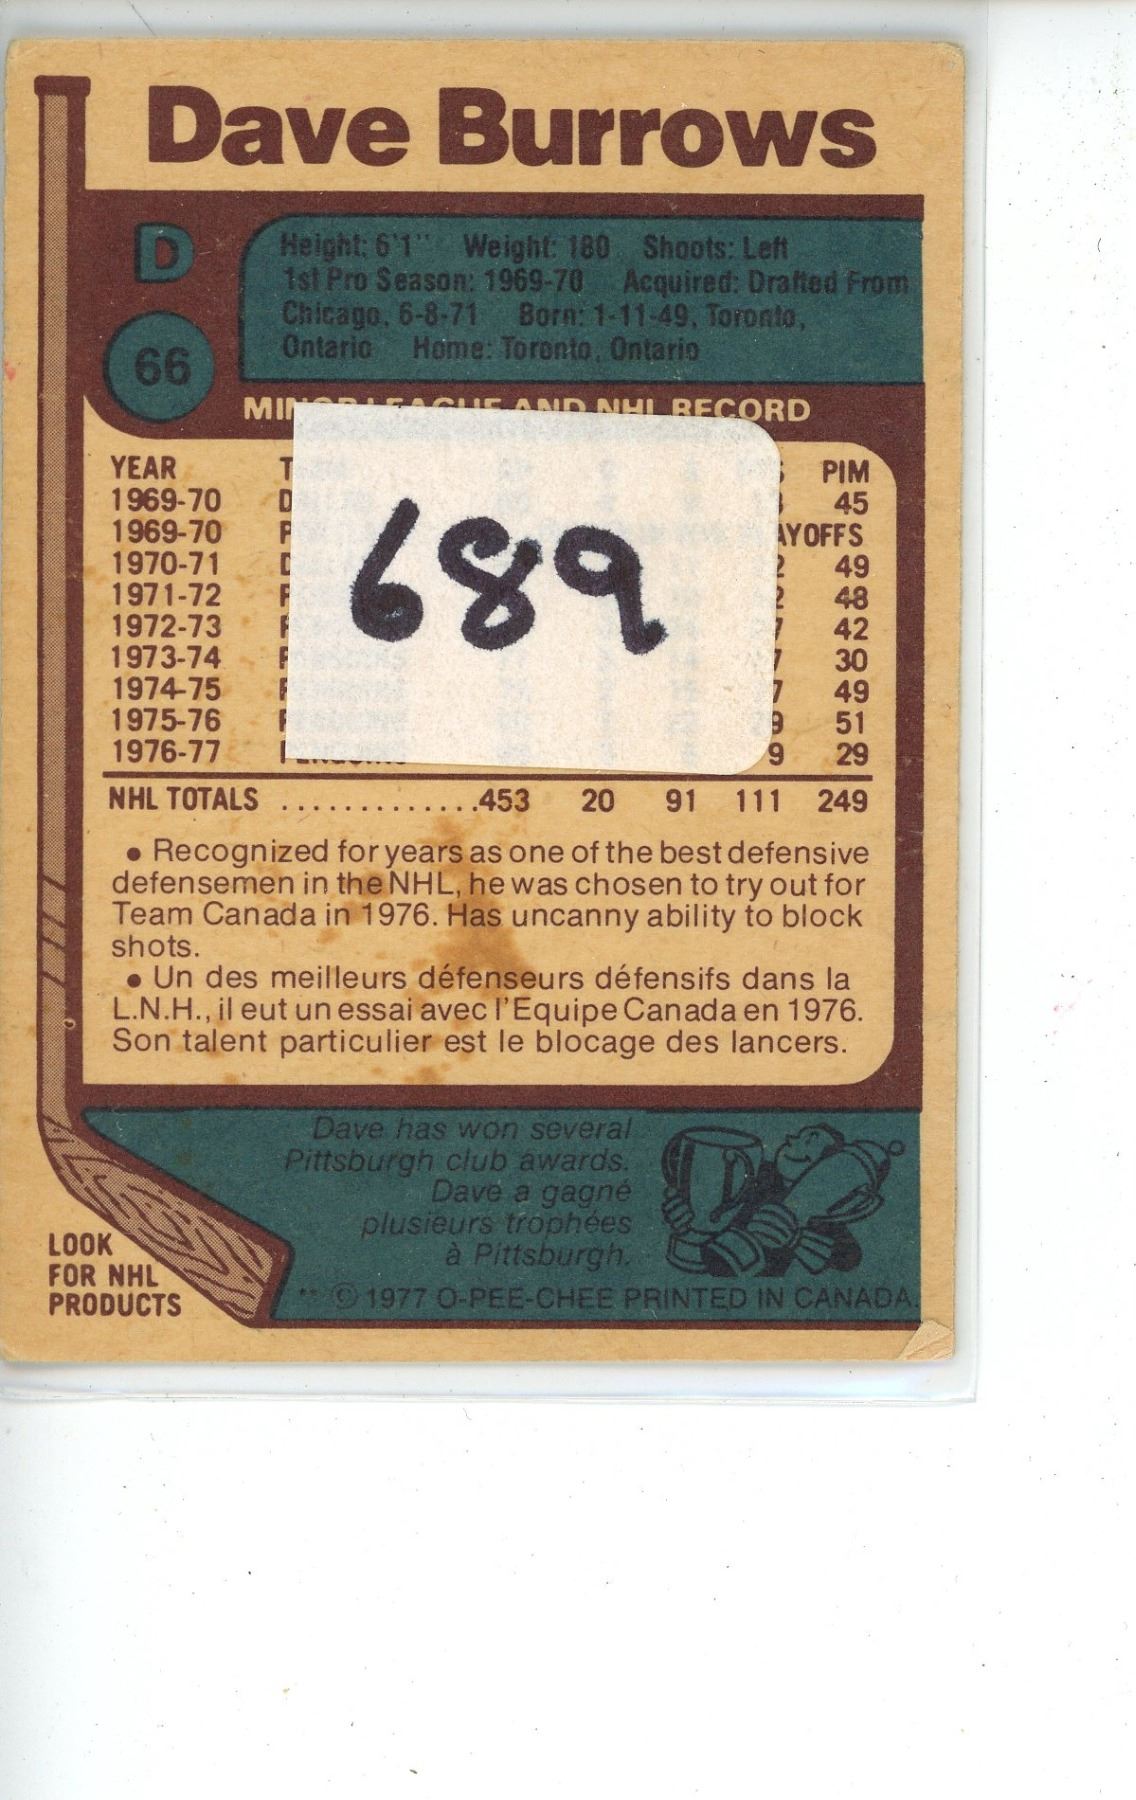 Dave Burrows
D
66
Height: 6'1" Weight: 180 Shoots: Left
1st Pro Season: 1969-70 Acquired: Drafted From
Chicago, 6-8-71 Born: 1-11-49, Toronto,
Ontario Home: Toronto, Ontario
MINOR LEAGUE AND NHL RECORD
YEAR PIM
1969-70 45
1969-70
1970-71 49
1971-72 48
1972-73 42
1973-74 30
1974-75 49
1975-76 51
1976-77 9 29
689
NHL TOTALS .............453 20 91 111 249
• Recognized for years as one of the best defensive
defensemen in the NHL, he was chosen to try out for
Team Canada in 1976. Has uncanny ability to block
shots.
• Un des meilleurs défenseurs défensifs dans la
L.N.H., il eut un essai avec l'Equipe Canada en 1976.
Son talent particulier est le blocage des lancers.
Dave has won several
Pittsburgh club awards.
Dave a gagné
plusieurs trophées
à Pittsburgh.
LOOK
FOR NHL
PRODUCTS
** © 1977 O-PEE-CHEE PRINTED IN CANADA.